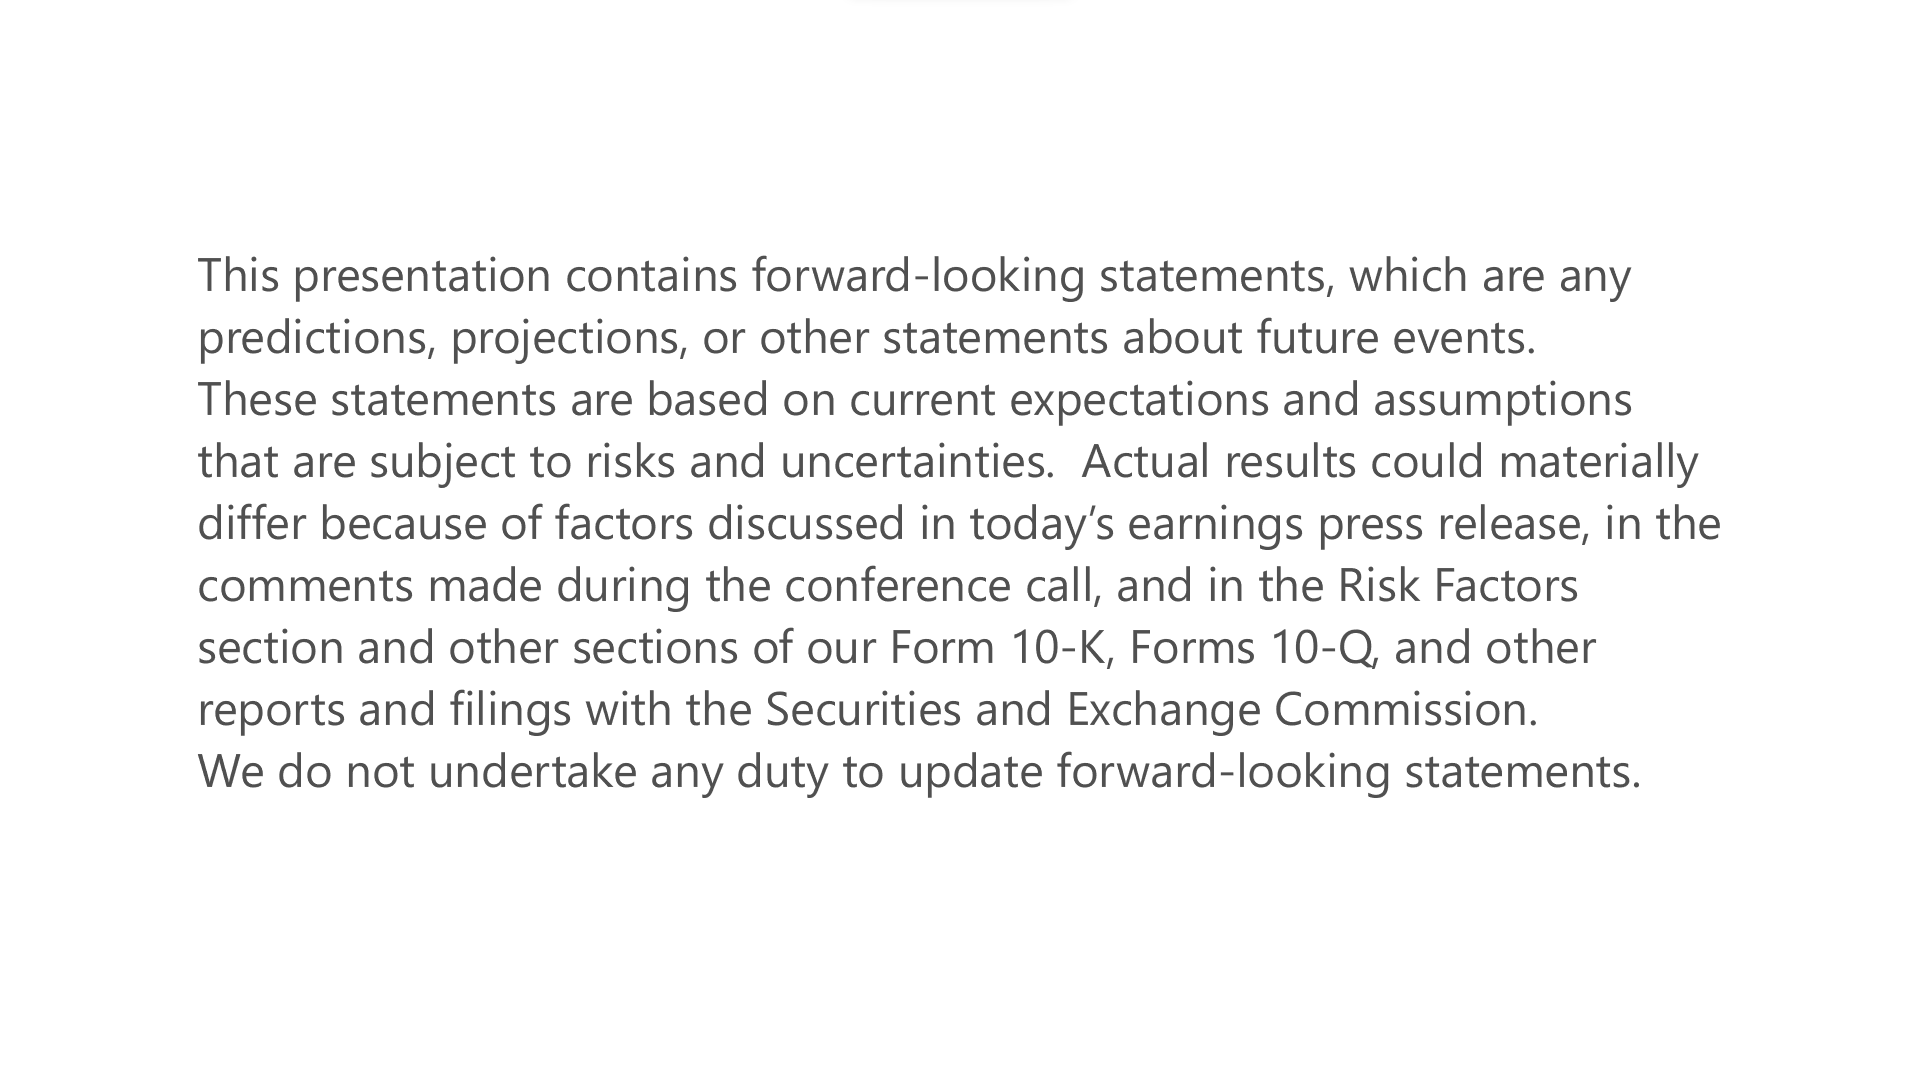 This presentation contains forward-looking statements, which are any
predictions, projections, or other statements about future events.
These statements are based on current expectations and assumptions
that are subject to risks and uncertainties.  Actual results could materially
differ because of factors discussed in today’s earnings press release, in the
comments made during the conference call, and in the Risk Factors
section and other sections of our Form 10-K, Forms 10-Q, and other
reports and filings with the Securities and Exchange Commission.
We do not undertake any duty to update forward-looking statements.